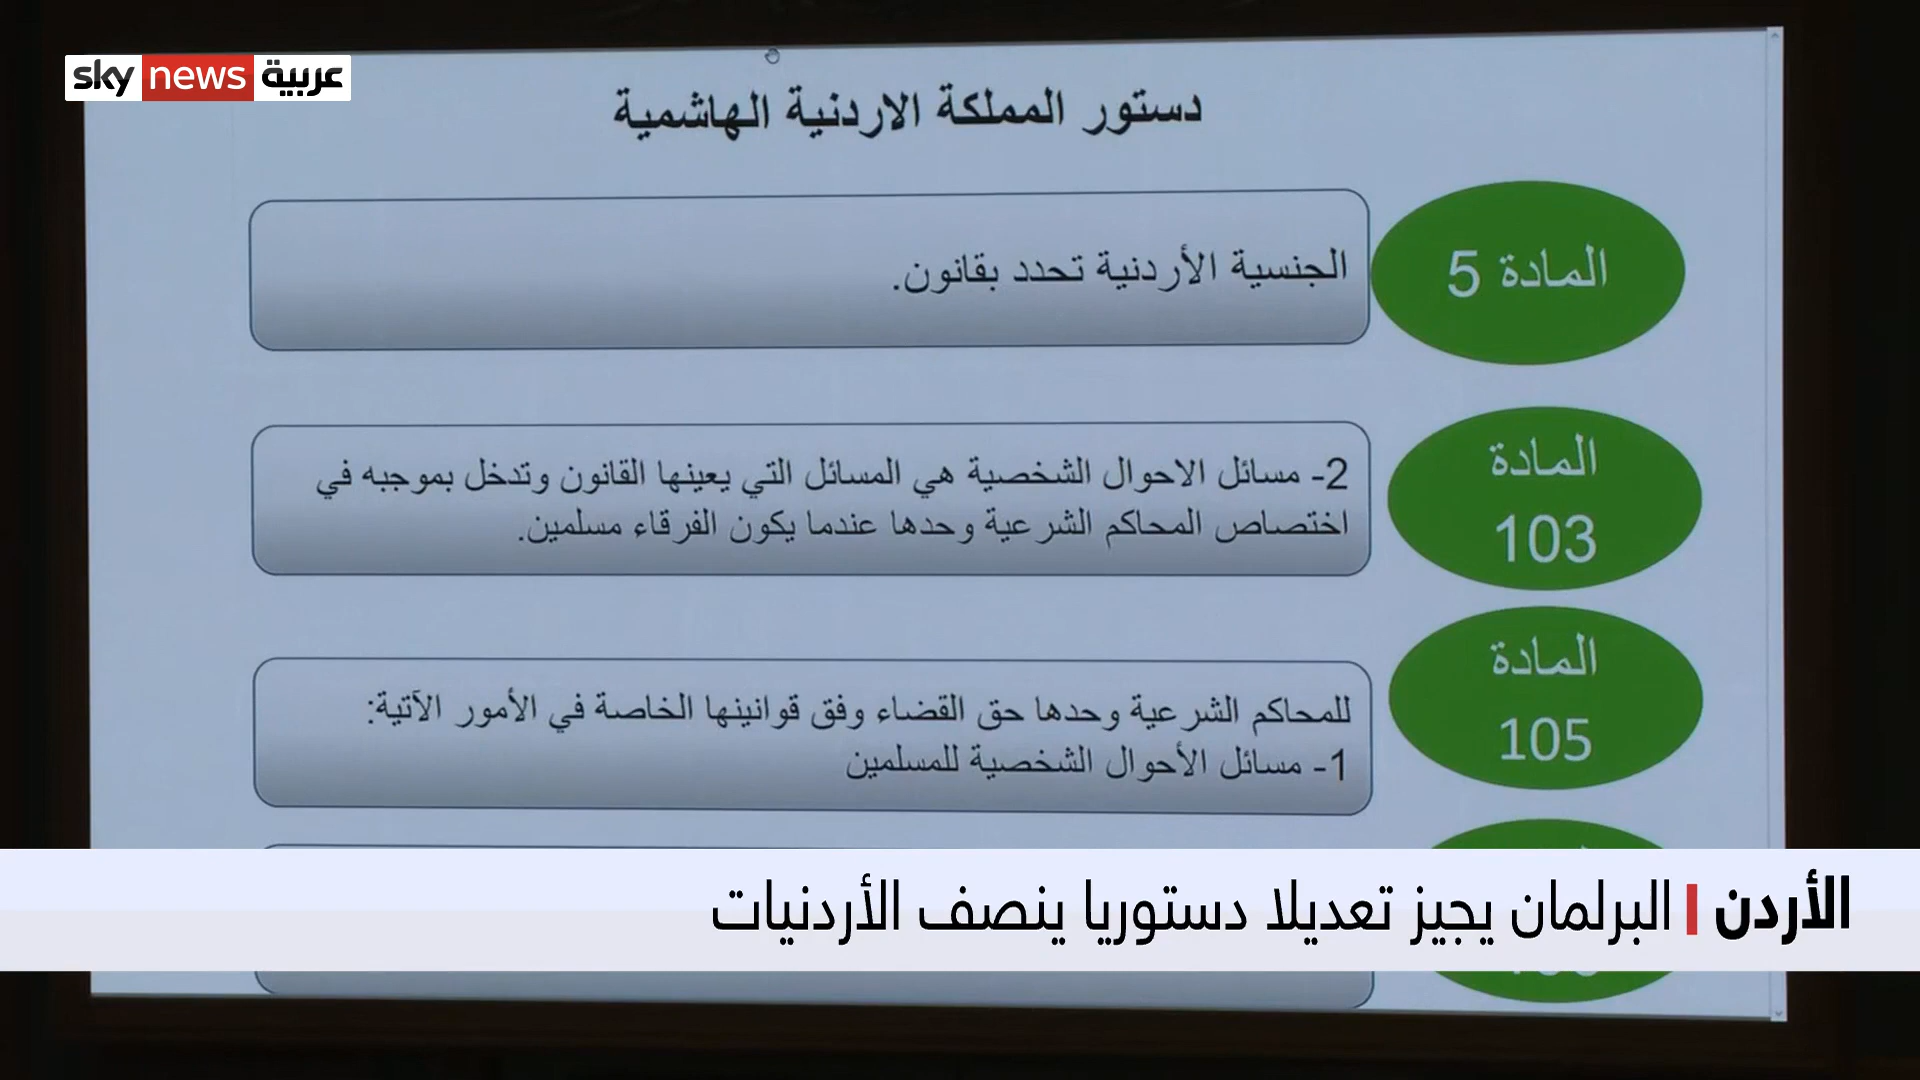 sky news عربية
دستور المملكة الاردنية الهاشمية
المادة 5
الجنسية الأردنية تحدد بقانون.
المادة
103
2- مسائل الاحوال الشخصية هي المسائل التي يعينها القانون وتدخل بموجبه في
اختصاص المحاكم الشرعية وحدها عندما يكون الفرقاء مسلمين.
المادة
105
للمحاكم الشرعية وحدها حق القضاء وفق قوانينها الخاصة في الأمور الآتية:
1- مسائل الأحوال الشخصية للمسلمين
الأردن | البرلمان يجيز تعديلا دستوريا ينصف الأردنيات